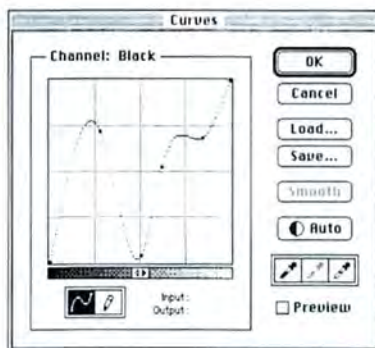 Curves
Channel: Black
OK
Cancel
Load...
Save...
Smooth
Auto
Input:
Output:
Preview